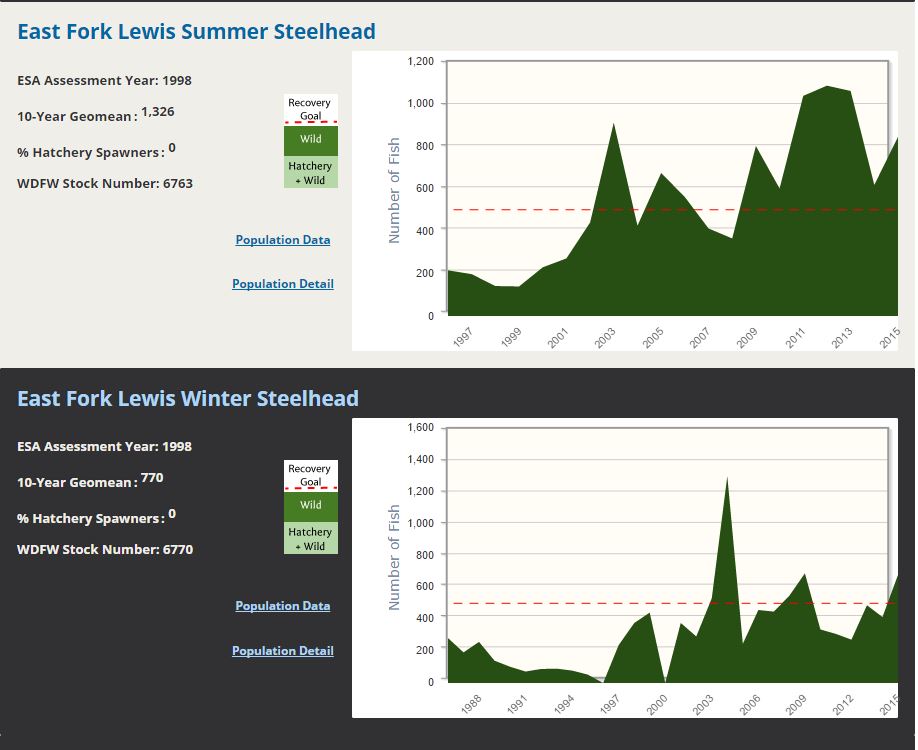 East Fork Lewis Summer Steelhead
ESA Assessment Year: 1998
10-Year Geomean : 1,326
% Hatchery Spawners : 0
WDFW Stock Number: 6763
Recovery
Goal
Wild
Hatchery
+ Wild
Population Data
Population Detail
Number of Fish
1,200
1,000
800
600
400
200
0
1997
1999
2001
2003
2005
2007
2009
2011
2013
2015
East Fork Lewis Winter Steelhead
ESA Assessment Year: 1998
10-Year Geomean : 770
% Hatchery Spawners : 0
WDFW Stock Number: 6770
Recovery
Goal
Wild
Hatchery
+ Wild
Population Data
Population Detail
Number of Fish
1,600
1,400
1,200
1,000
800
600
400
200
0
1988
1991
1994
1997
2000
2003
2006
2009
2012
2015